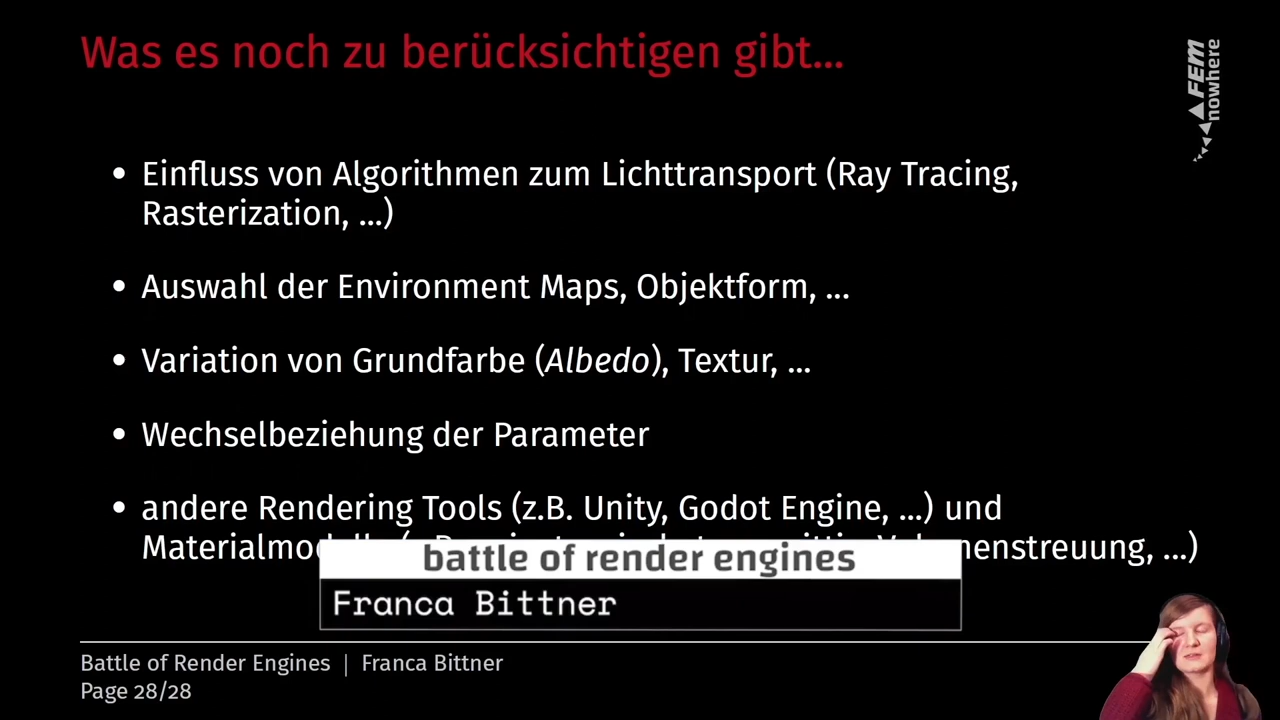 Was es noch zu berücksichtigen gibt...
FEM
nowhere
• Einfluss von Algorithmen zum Lichttransport (Ray Tracing,
Rasterization, ...)
• Auswahl der Environment Maps, Objektform, ...
• Variation von Grundfarbe (Albedo), Textur, ...
• Wechselbeziehung der Parameter
• andere Rendering Tools (z.B. Unity, Godot Engine, ...) und
...)
battle of render engines
Franca Bittner
Battle of Render Engines | Franca Bittner
Page 28/28